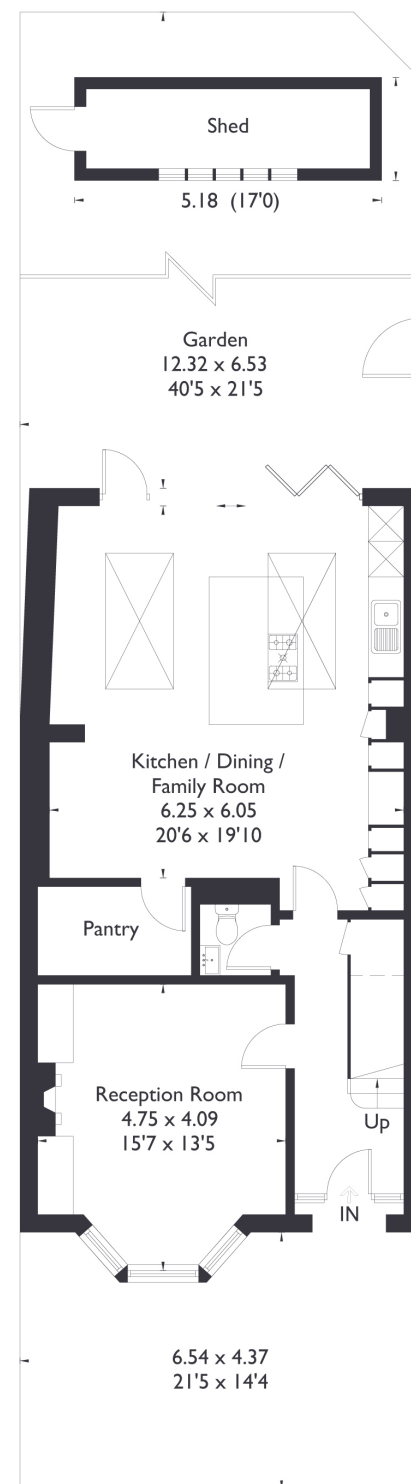 Shed
5.18 (17'0)
Garden
12.32 x 6.53
40'5 x 21'5
Kitchen / Dining /
Family Room
6.25 x 6.05
20'6 x 19'10
Pantry
Reception Room
4.75 x 4.09
15'7 x 13'5
Up
IN
6.54 x 4.37
21'5 x 14'4